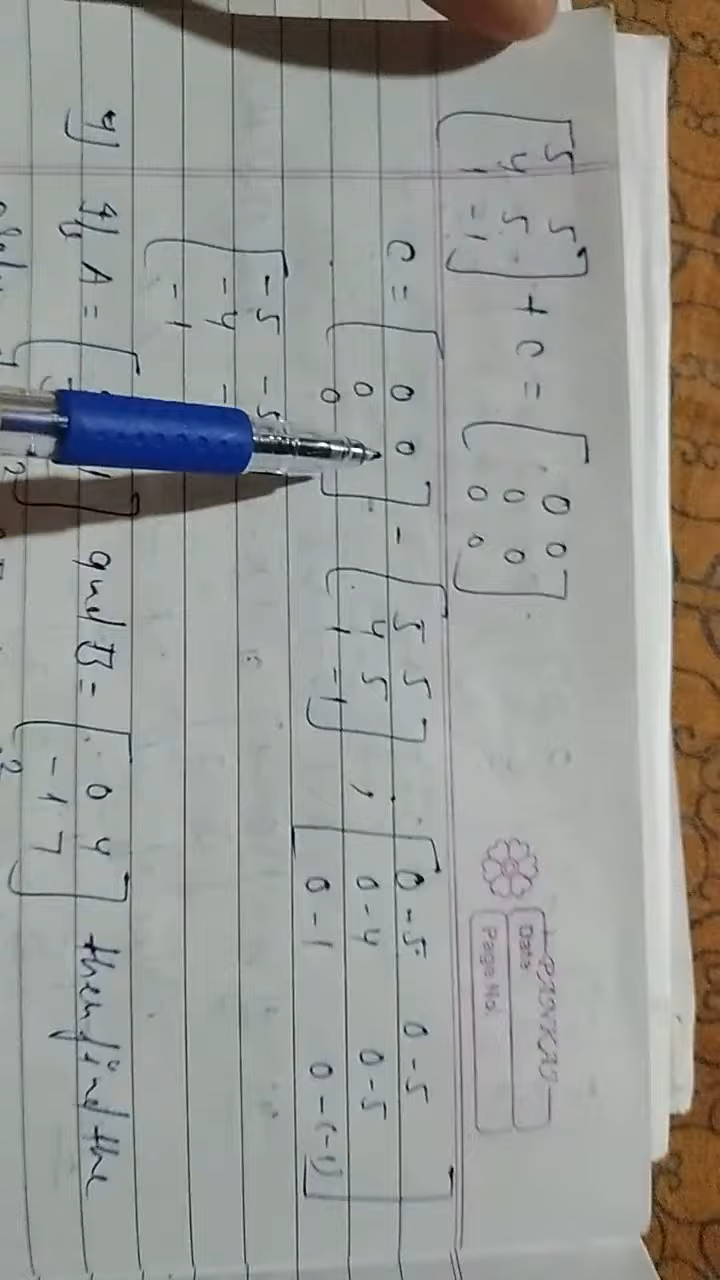 Date
Page No.
[5 5
4 5
1 -1] + C = [0 0
0 0
0 0]
C = [0 0
0
0] - [5 5
4 5
1 -1] , [0-5 0-5
0-4 0-5
0-1 0-(-1)]
[-5 -5
-4 -
-1
4) If A = [ and B = [0 4
-1 7] then find the